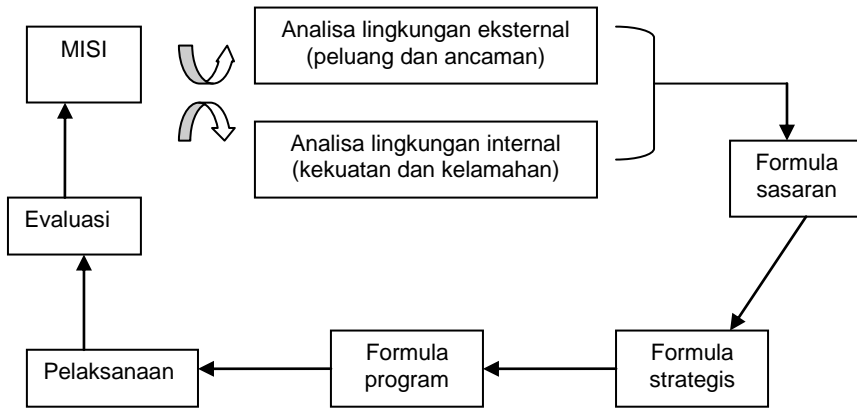 MISI
Analisa lingkungan eksternal
(peluang dan ancaman)
Analisa lingkungan internal
(kekuatan dan kelamahan)
Formula
sasaran
Formula
strategis
Formula
program
Pelaksanaan
Evaluasi